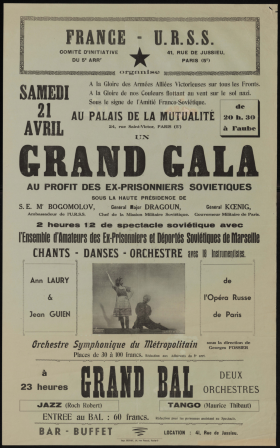 FRANCE - U.R.S.S.
COMITÉ D'INITIATIVE
DU 5e ARRt
41, RUE DE JUSSIEU,
PARIS (5e)
organise
SAMEDI
21
AVRIL
A la Gloire des Armées Alliées Victorieuses sur tous les Fronts.
A la Gloire de nos Couleurs flottant au vent sur le sol nazi.
Sous le signe de l'Amitié Franco-Soviétique.
AU PALAIS DE LA MUTUALITÉ
24, rue Saint-Victor, PARIS (5e)
de
20 h. 30
à l'aube
UN
GRAND GALA
AU PROFIT DES EX-PRISONNIERS SOVIETIQUES
SOUS LA HAUTE PRÉSIDENCE DE
S. E. Mr BOGOMOLOV,
Ambassadeur de l'U.R.S.S.
Général Major DRAGOUN,
Chef de la Mission Militaire Soviétique.
Général KŒNIG,
Gouverneur Militaire de Paris.
2 heures 12 de spectacle soviétique avec
l'Ensemble d'Amateurs des Ex-Prisonniers et Déportés Soviétiques de Marseille
CHANTS - DANSES - ORCHESTRE avec 16 instrumentistes.
Ann LAURY
&
Jean GUIEN
de
l'Opéra Russe
de Paris
Orchestre Symphonique du Métropolitain
sous la direction de
Georges
Places de 30 à 100 francs.
à
23 heures
GRAND BAL
DEUX
ORCHESTRES
JAZZ (Roch Robert)
TANGO (Maurice Thibaut)
ENTRÉE au BAL : 60 francs.
BAR - BUFFET
LOCATION : 41, Rue de Jussieu.